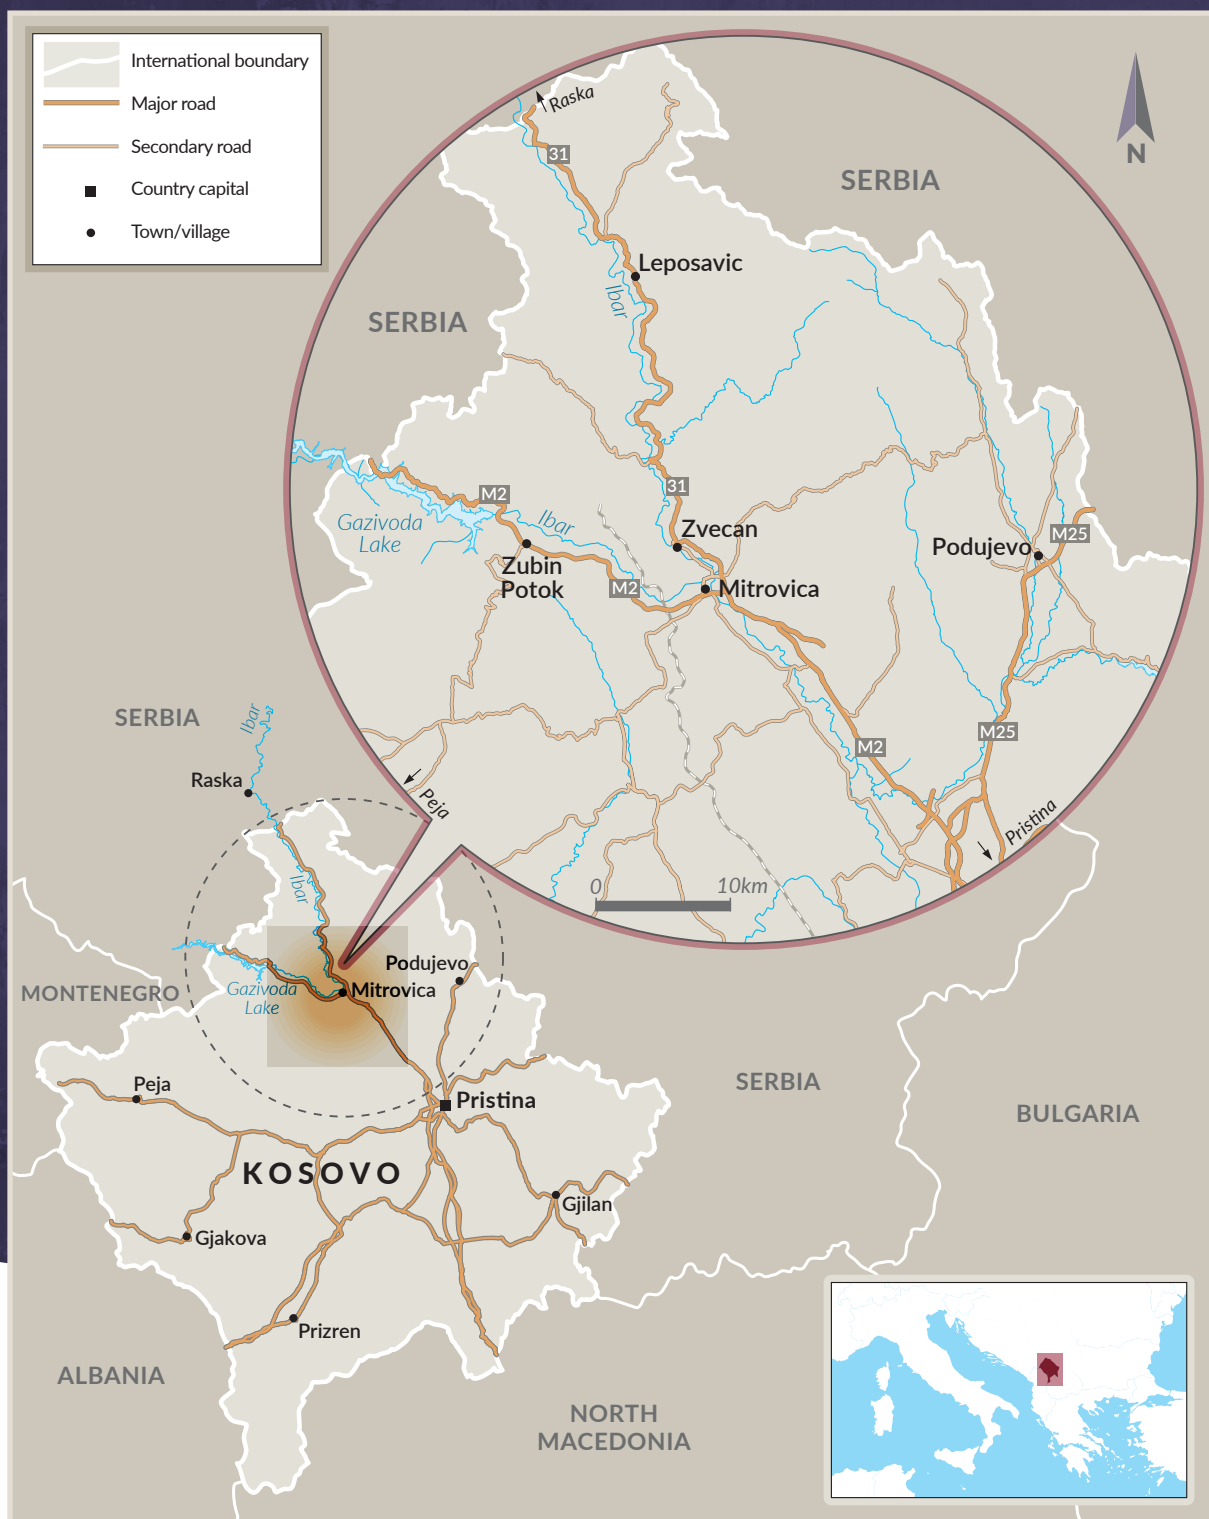 International boundary
Major road
Secondary road
Country capital
Town/village
N
Raska
31
SERBIA
Leposavic
Ibar
SERBIA
31
M2
Gazivoda
Lake
Ibar
Zvecan
M25
Podujevo
Zubin
Potok
M2
Mitrovica
M2
M25
Peja
Pristina
0
10km
SERBIA
Ibar
Raska
Ibar
Podujevo
MONTENEGRO
Gazivoda
Lake
Mitrovica
Peja
Pristina
SERBIA
BULGARIA
KOSOVO
Gjilan
Gjakova
Prizren
ALBANIA
NORTH
MACEDONIA